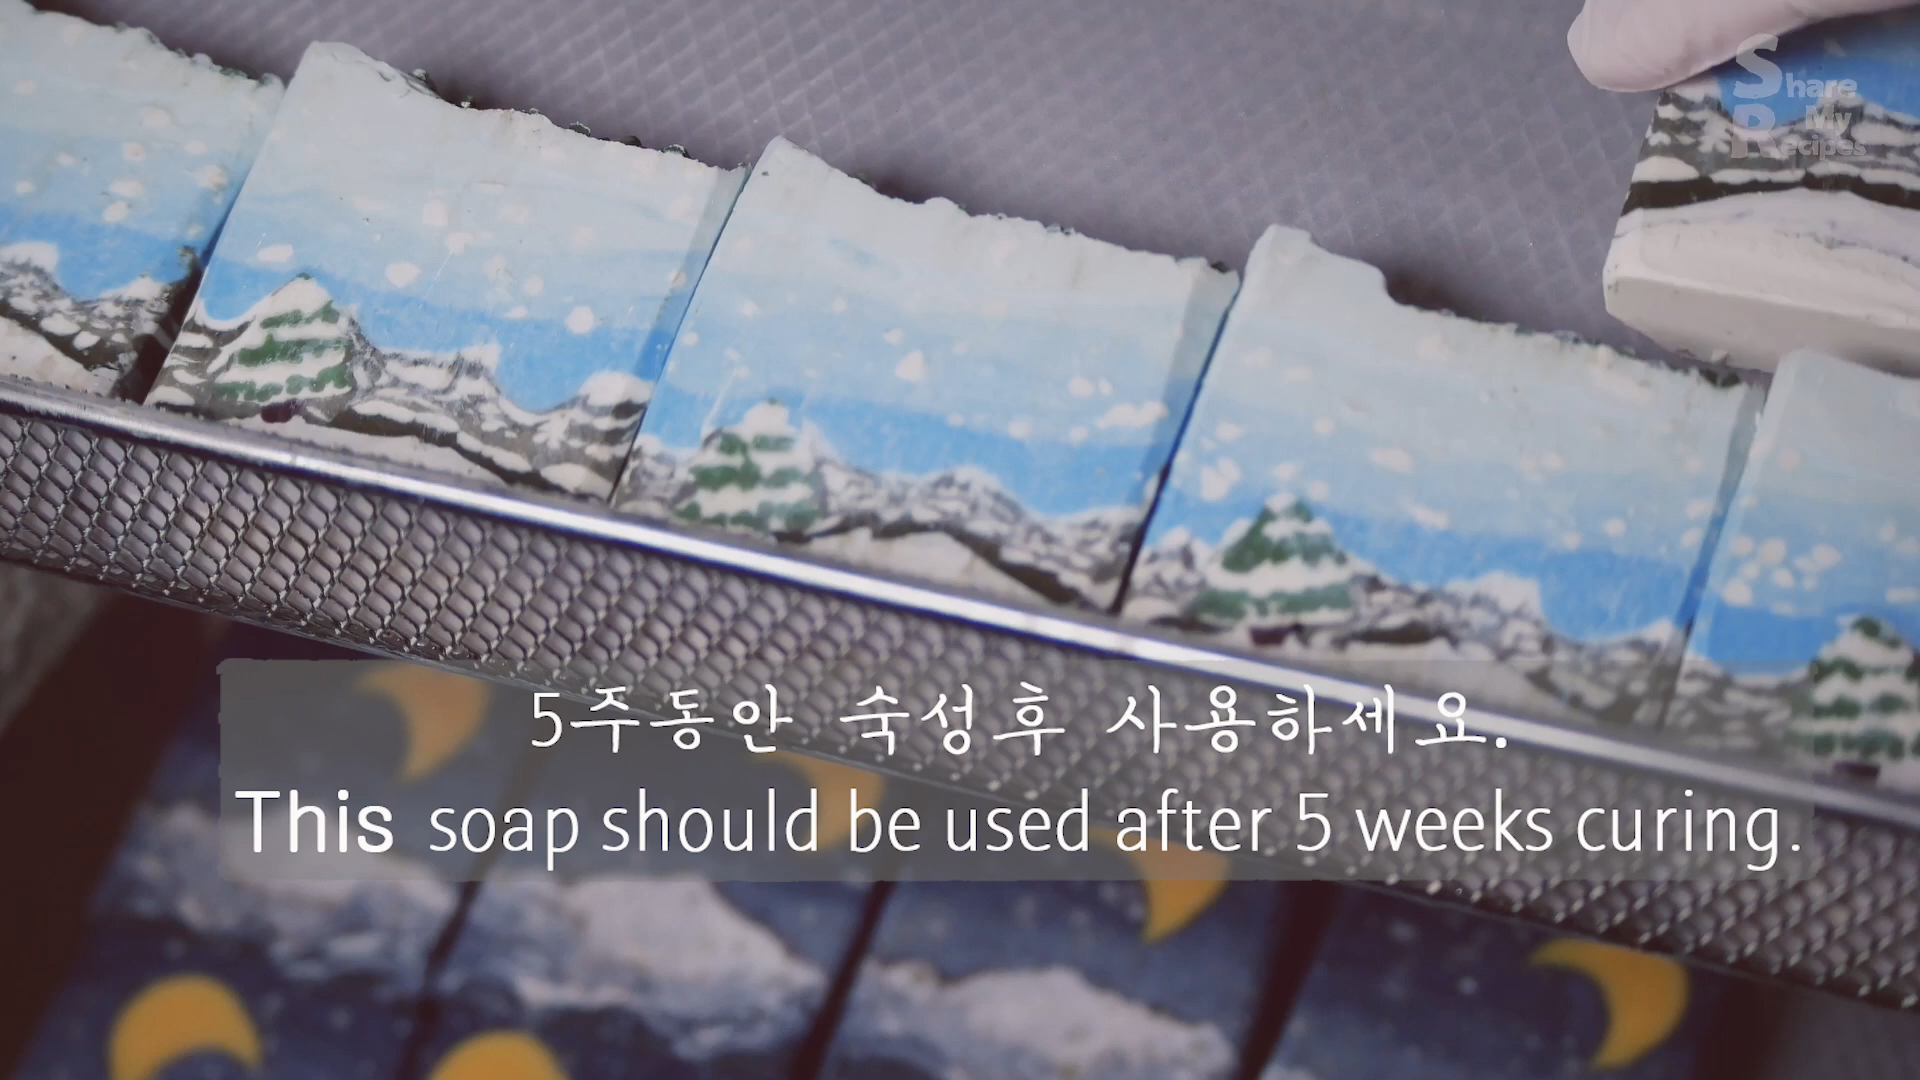 Share
My
Recipes
5주동안 숙성후 사용하세요.
This soap should be used after 5 weeks curing.